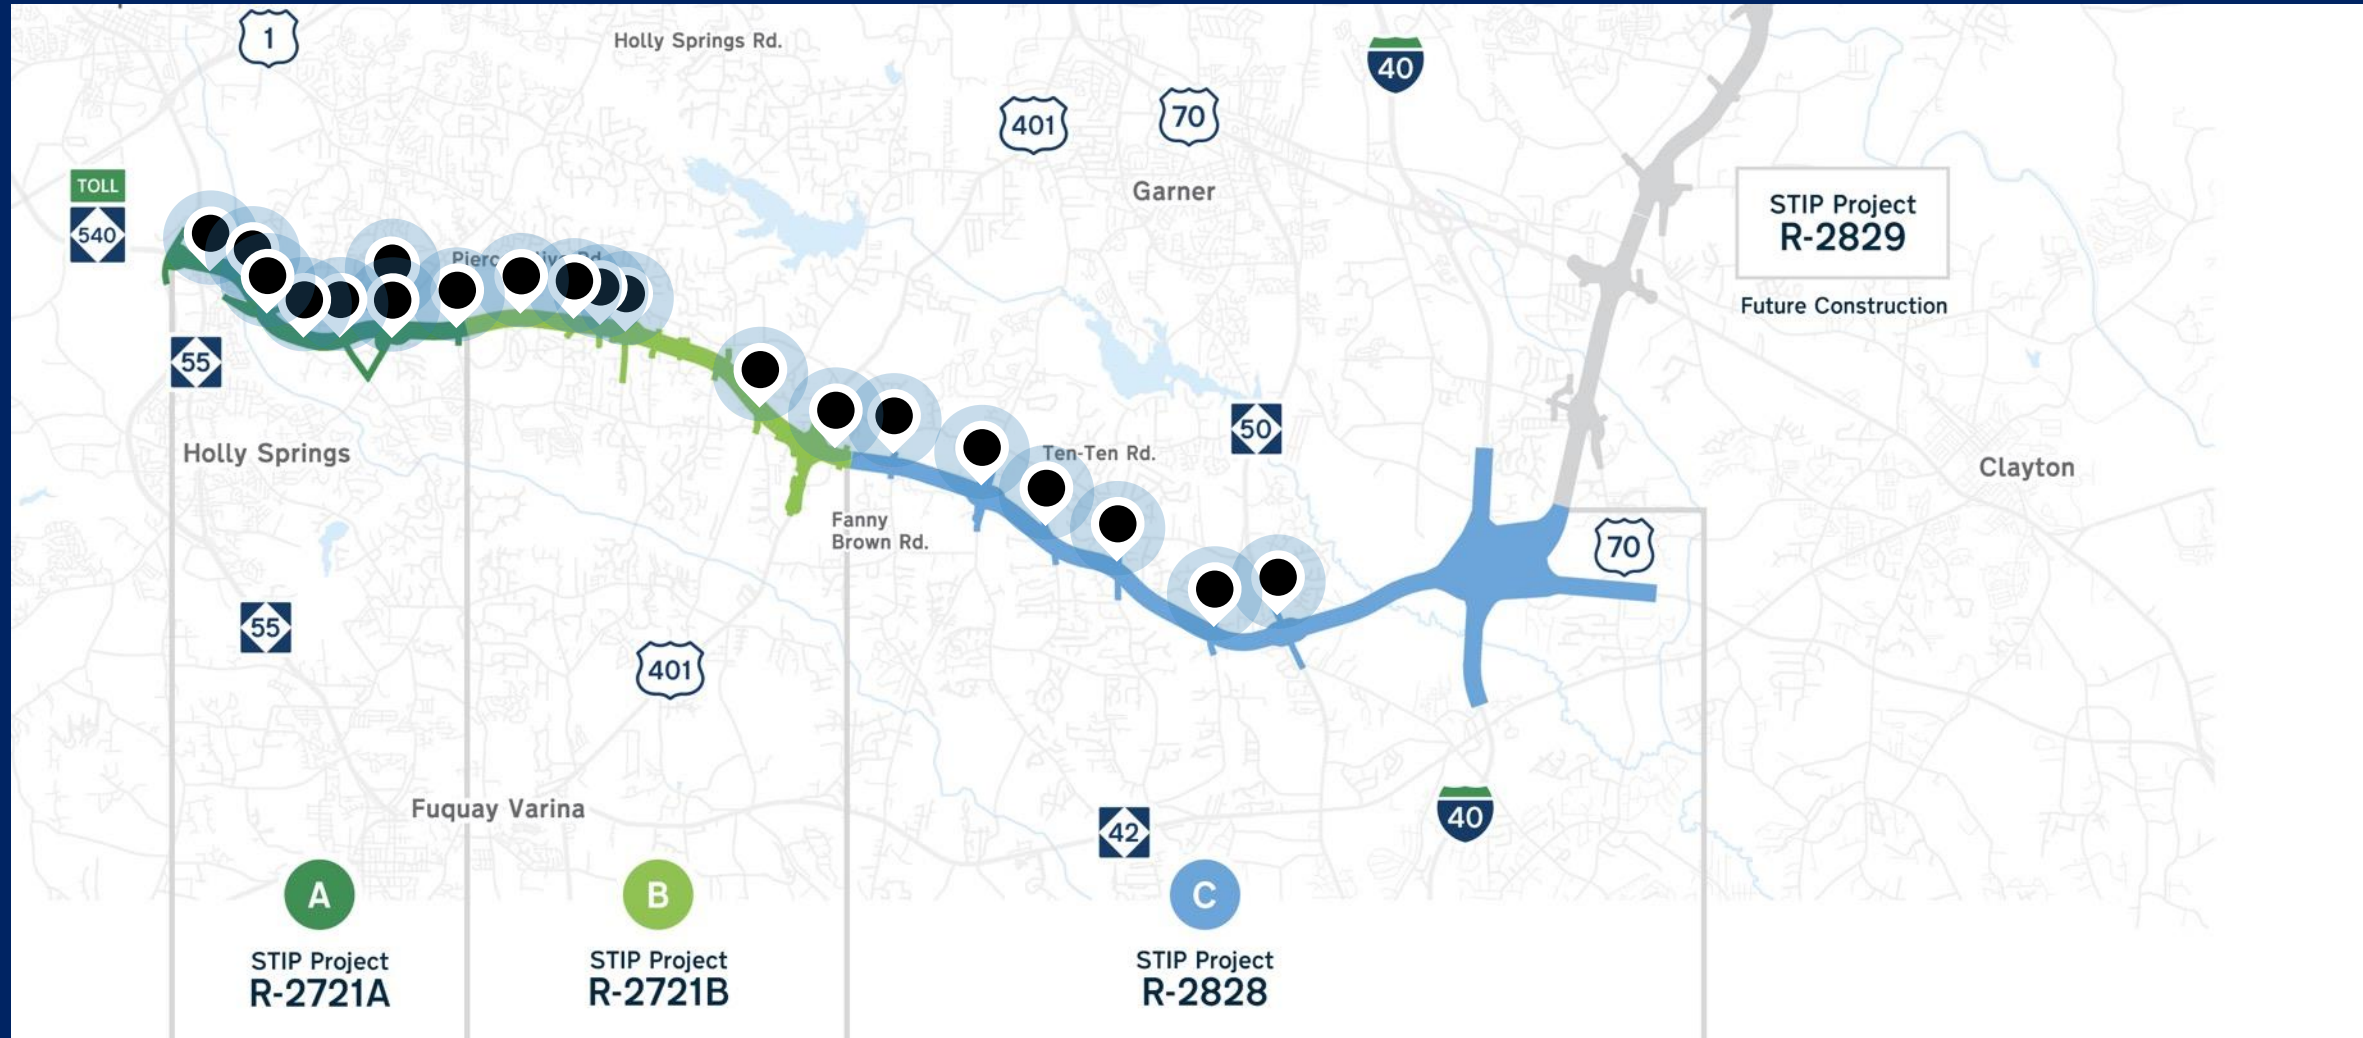 1
Holly Springs Rd.
40
401
70
TOLL
540
Garner
STIP Project
R-2829
Future Construction
55
50
Holly Springs
Ten-Ten Rd.
Clayton
Fanny
Brown Rd.
70
55
401
Fuquay Varina
42
40
A
B
C
STIP Project
R-2721A
STIP Project
R-2721B
STIP Project
R-2828